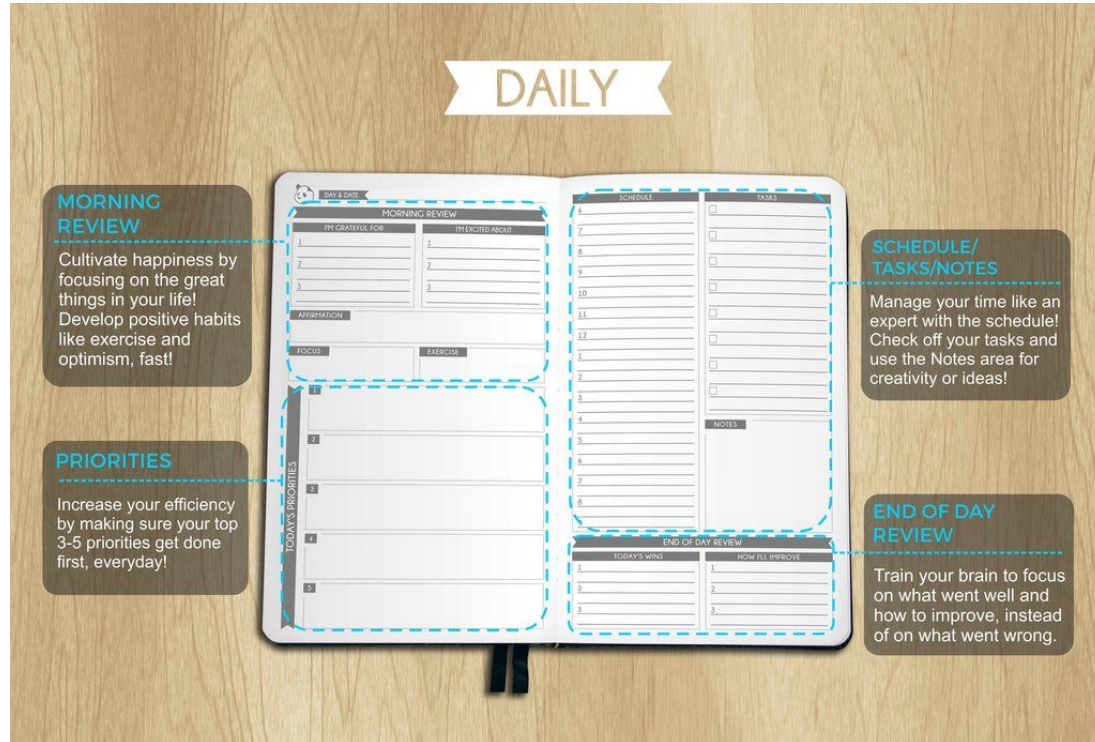 DAILY
MORNING
REVIEW
Cultivate happiness by
focusing on the great
things in your life!
Develop positive habits
like exercise and
optimism, fast!
PRIORITIES
Increase your efficiency
by making sure your top
3-5 priorities get done
first, everyday!
DAY & DATE
MORNING REVIEW
I'M GRATEFUL FOR
1
2
3
I'M EXCITED ABOUT
1
2
3
AFFIRMATION
FOCUS
EXERCISE
TODAY'S PRIORITIES
1
2
3
4
5
SCHEDULE
6
7
8
9
10
11
12
1
2
3
4
5
6
7
8
TASKS
NOTES
END OF DAY REVIEW
TODAY'S WINS
1
2
3
HOW I'LL IMPROVE
1
2
3
SCHEDULE/
TASKS/NOTES
Manage your time like an
expert with the schedule!
Check off your tasks and
use the Notes area for
creativity or ideas!
END OF DAY
REVIEW
Train your brain to focus
on what went well and
how to improve, instead
of on what went wrong.